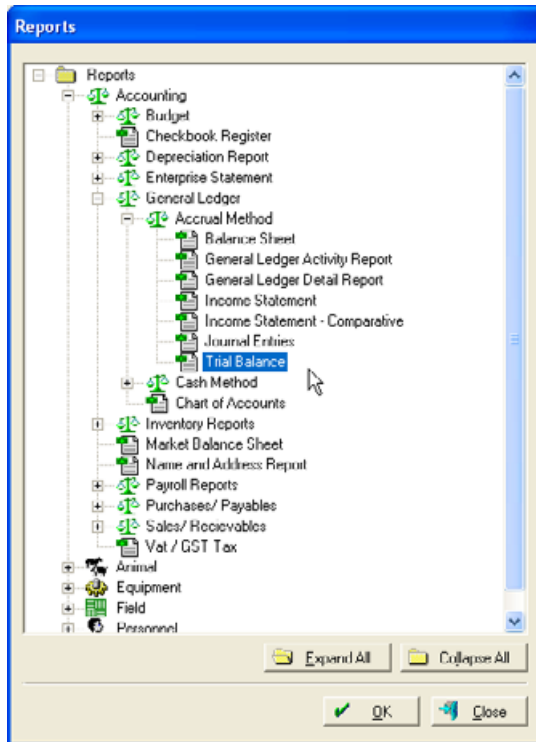 Reports
Reports
Accounting
Budget
Checkbook Register
Depreciation Report
Enterprise Statement
General Ledger
Accrual Method
Balance Sheet
General Ledger Activity Report
General Ledger Detail Report
Income Statement
Income Statement - Comparative
Journal Entries
Trial Balance
Cash Method
Chart of Accounts
Inventory Reports
Market Balance Sheet
Name and Address Report
Payroll Reports
Purchases/ Payables
Sales/ Recievables
Vat / GST Tax
Animal
Equipment
Field
Personnel
Expand All Collapse All
OK Close